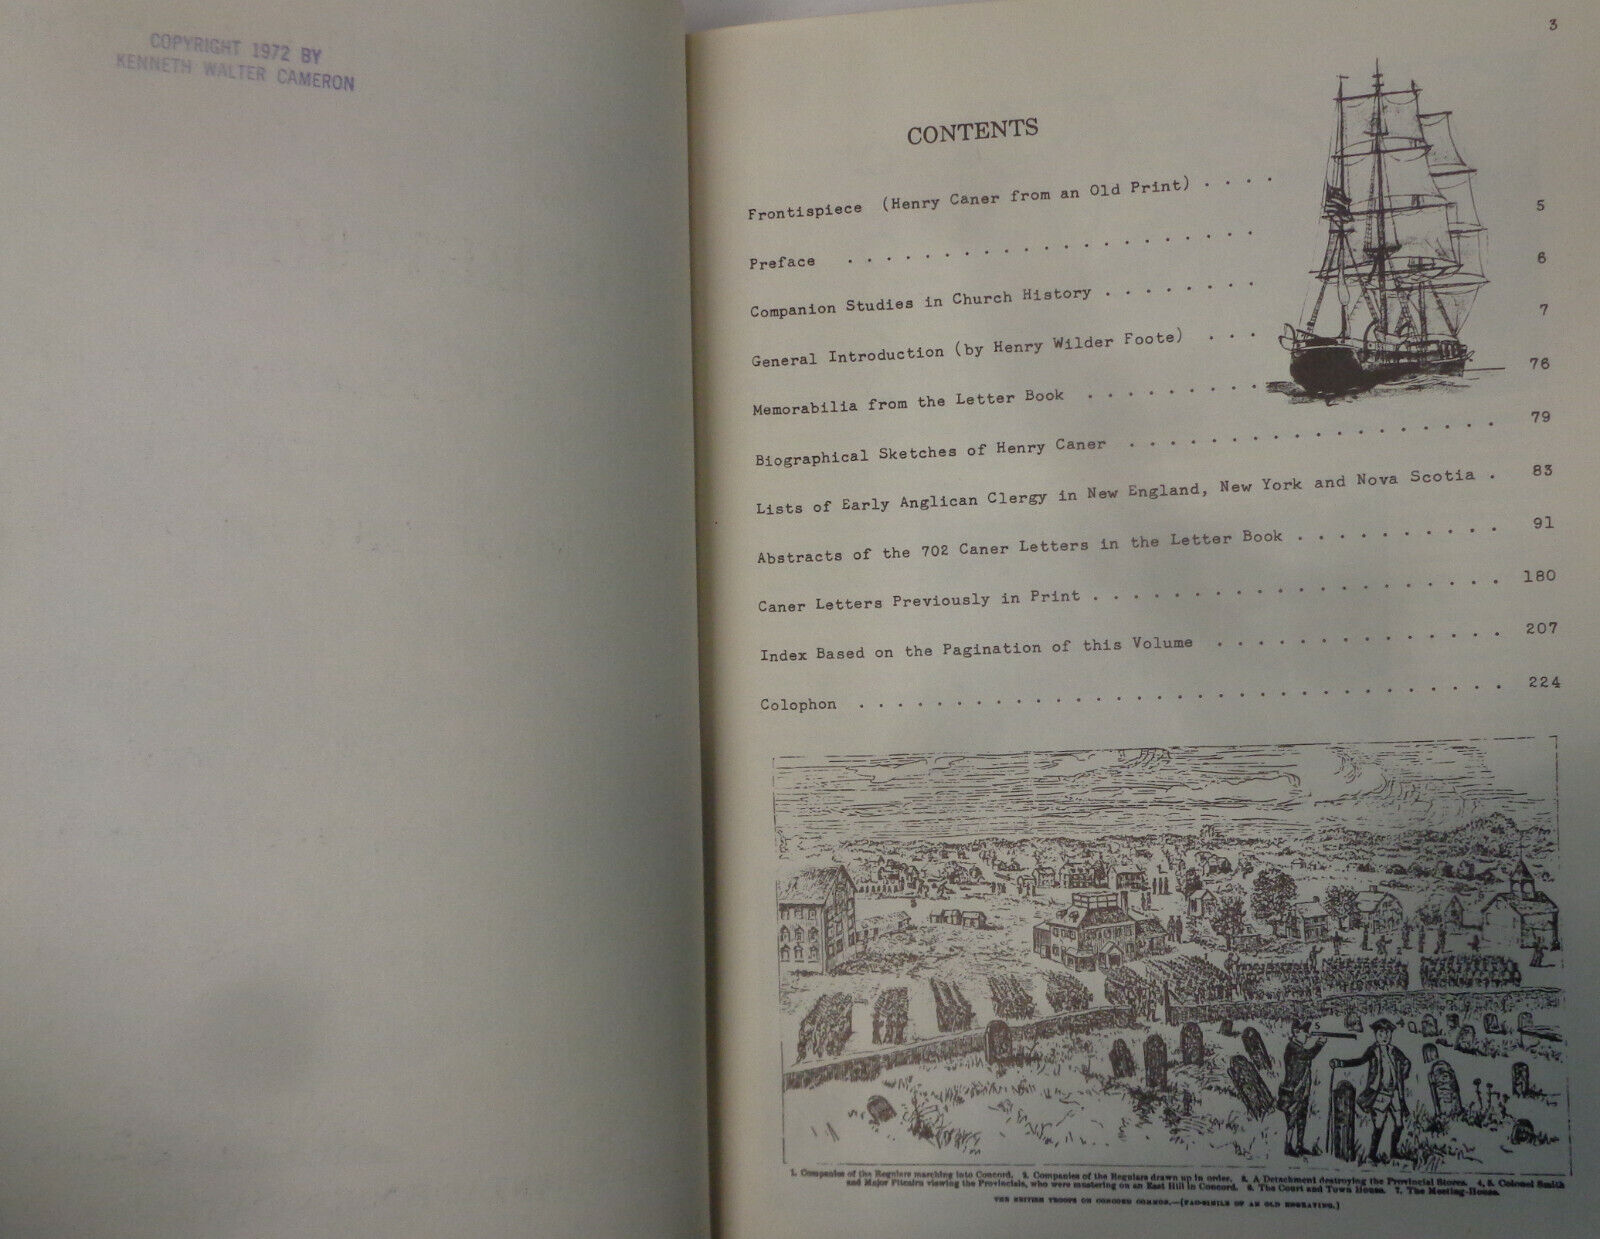 COPYRIGHT 1972 BY
KENNETH WALTER CAMERON
3
CONTENTS
Frontispiece (Henry Caner from an Old Print) . . . .
Preface . . . . . . . . . . . . . . . . . . . . . 5
Companion Studies in Church History . . . . . . . . 6
General Introduction (by Henry Wilder Foote) . . . 7
Memorabilia from the Letter Book . . . . . . . . . 76
Biographical Sketches of Henry Caner . . . . . . . . . . . . . . . . . . 79
Lists of Early Anglican Clergy in New England, New York and Nova Scotia . 83
Abstracts of the 702 Caner Letters in the Letter Book . . . . . . . . . . 91
Caner Letters Previously in Print . . . . . . . . . . . . . . . . . . . . 180
Index Based on the Pagination of this Volume . . . . . . . . . . . . . . 207
Colophon . . . . . . . . . . . . . . . . . . . . . . . . . . . . . . . . 224
1. Companies of the Regulars marching into Concord. 2. Companies of the Regulars drawn up in order. 3. A Detachment destroying the Provincial Stores. 4, 5. Colonel Smith
and Major Pitcairn viewing the Provincials, who were mustering on an East Hill in Concord. 6. The Court and Town House. 7. The Meeting-House.
THE BRITISH TROOPS ON CONCORD COMMON.—[FAC-SIMILE OF AN OLD ENGRAVING.]